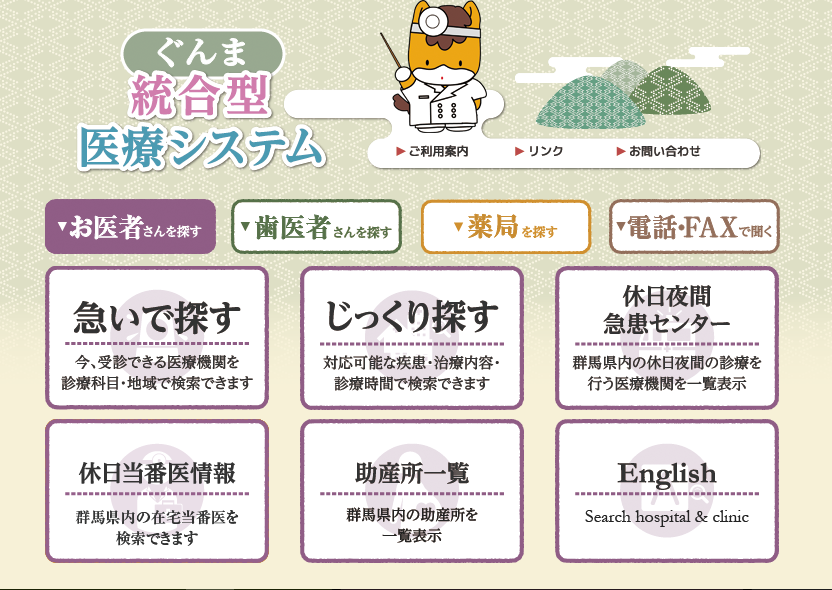 ぐんま
統合型
医療システム
▶ご利用案内 ▶リンク ▶お問い合わせ
▼お医者さんを探す ▼歯医者さんを探す ▼薬局を探す ▼電話・FAXで聞く
急いで探す
今、受診できる医療機関を
診療科目・地域で検索できます
じっくり探す
対応可能な疾患・治療内容・
診療時間で検索できます
休日夜間
急患センター
群馬県内の休日夜間の診療を
行う医療機関を一覧表示
休日当番医情報
群馬県内の在宅当番医を
検索できます
助産所一覧
群馬県内の助産所を
一覧表示
English
Search hospital & clinic